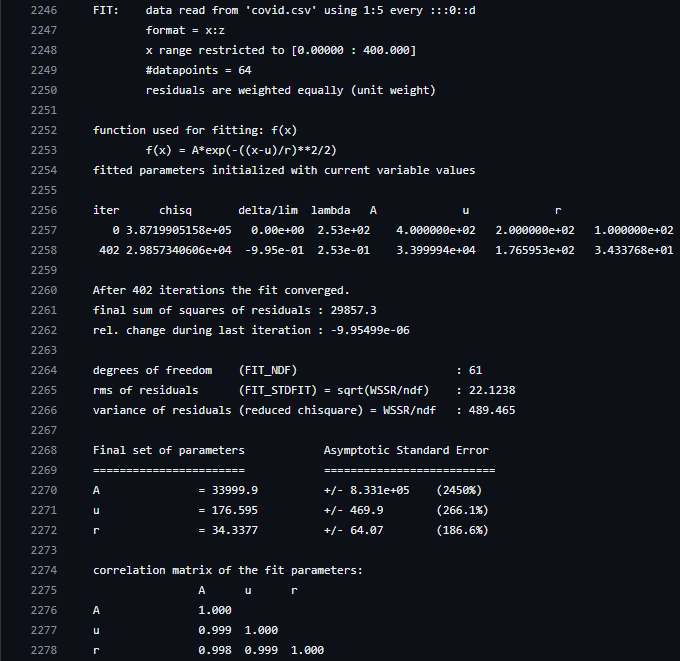 2246 FIT:    data read from 'covid.csv' using 1:5 every :::0::d
2247         format = x:z
2248         x range restricted to [0.00000 : 400.000]
2249         #datapoints = 64
2250         residuals are weighted equally (unit weight)
2251
2252 function used for fitting: f(x)
2253         f(x) = A*exp(-((x-u)/r)**2/2)
2254 fitted parameters initialized with current variable values
2255
2256 iter      chisq       delta/lim  lambda   A             u             r
2257    0 3.8719905158e+05   0.00e+00  2.53e+02    4.000000e+02   2.000000e+02   1.000000e+02
2258  402 2.9857340606e+04  -9.95e-01  2.53e-01    3.399994e+04   1.765953e+02   3.433768e+01
2259
2260 After 402 iterations the fit converged.
2261 final sum of squares of residuals : 29857.3
2262 rel. change during last iteration : -9.95499e-06
2263
2264 degrees of freedom    (FIT_NDF)                        : 61
2265 rms of residuals      (FIT_STDFIT) = sqrt(WSSR/ndf)    : 22.1238
2266 variance of residuals (reduced chisquare) = WSSR/ndf   : 489.465
2267
2268 Final set of parameters            Asymptotic Standard Error
2269 =======================            ==========================
2270 A               = 33999.9          +/- 8.331e+05    (2450%)
2271 u               = 176.595          +/- 469.9        (266.1%)
2272 r               = 34.3377          +/- 64.07        (186.6%)
2273
2274 correlation matrix of the fit parameters:
2275                 A      u      r
2276 A               1.000
2277 u               0.999  1.000
2278 r               0.998  0.999  1.000